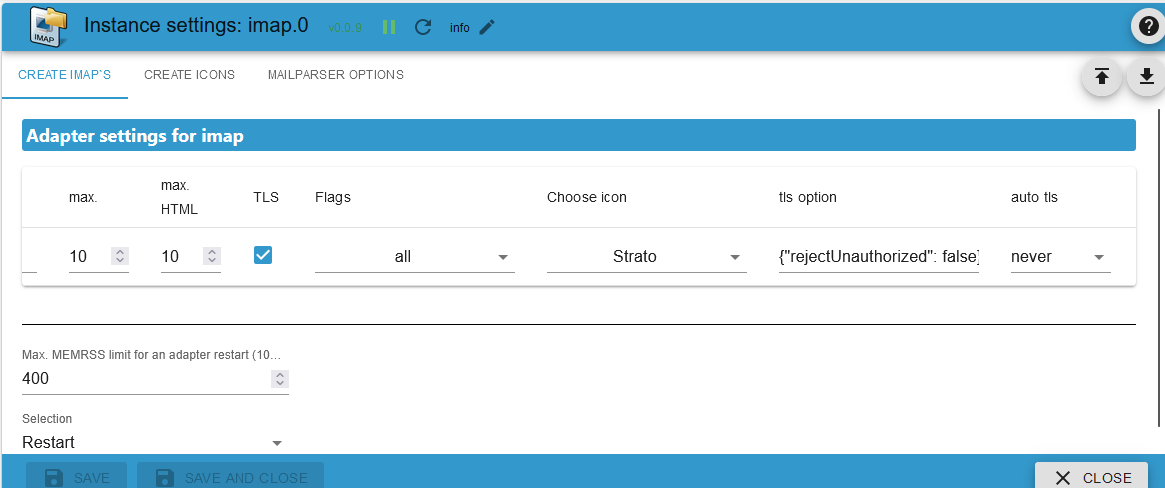 IMAP
Instance settings: imap.0 v0.0.9 info
CREATE IMAP`S CREATE ICONS MAILPARSER OPTIONS
Adapter settings for imap
max. max. HTML TLS Flags Choose icon tls option auto tls
10 10 all Strato {"rejectUnauthorized": false} never
Max. MEMRSS limit for an adapter restart (10...
400
Selection
Restart
SAVE SAVE AND CLOSE CLOSE